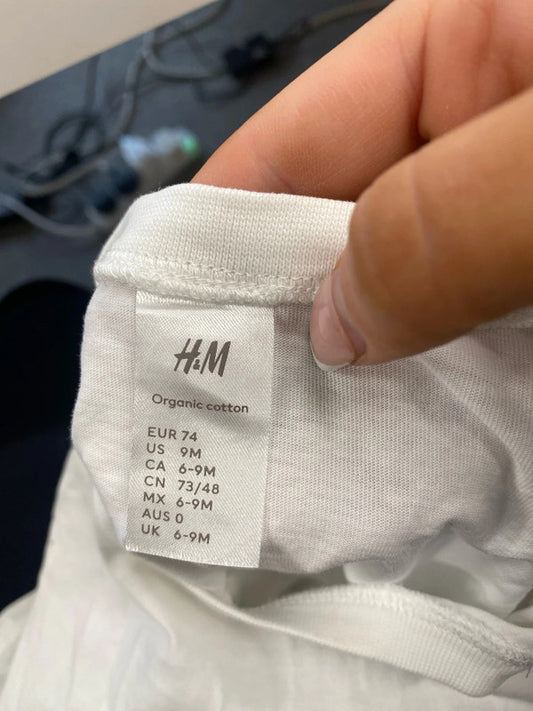 H&M
Organic cotton
EUR 74
US 9M
CA 6-9M
CN 73/48
MX 6-9M
AUS 0
UK 6-9M